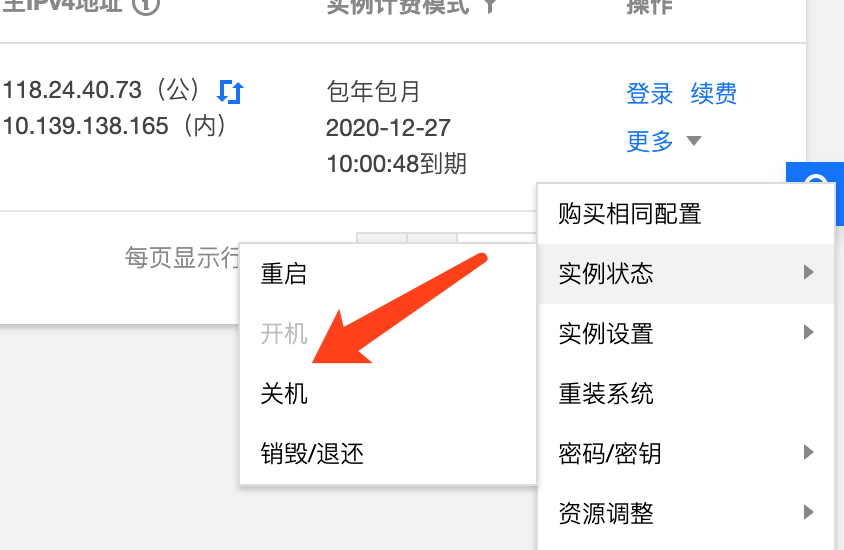 主IPv4地址
实例计费模式
操作
118.24.40.73（公）
10.139.138.165（内）
包年包月
2020-12-27
10:00:48到期
登录 续费
更多
购买相同配置
实例状态
实例设置
重装系统
密码/密钥
资源调整
每页显示行
重启
开机
关机
销毁/退还